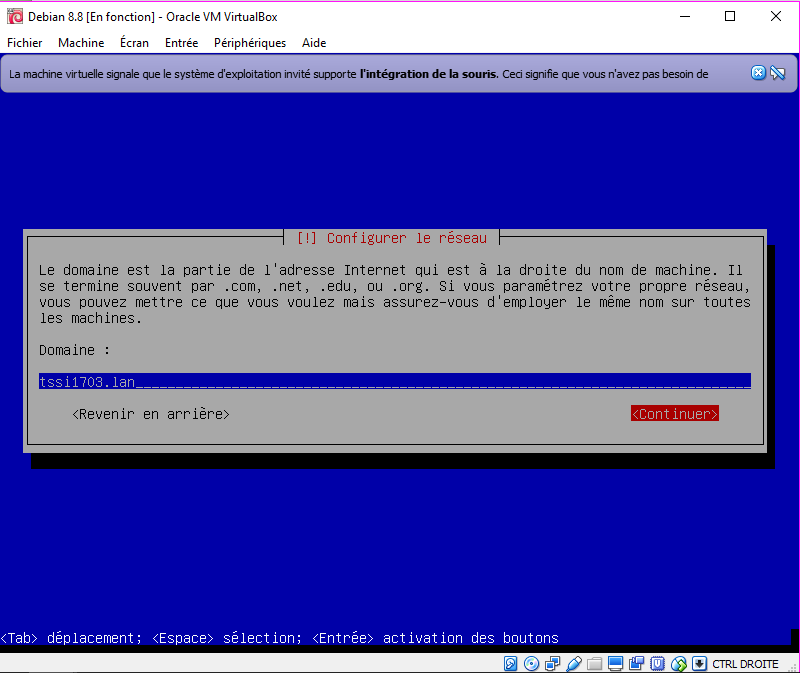 Debian 8.8 [En fonction] - Oracle VM VirtualBox
Fichier Machine Écran Entrée Périphériques Aide
La machine virtuelle signale que le système d'exploitation invité supporte l'intégration de la souris. Ceci signifie que vous n'avez pas besoin de
[!] Configurer le réseau
Le domaine est la partie de l'adresse Internet qui est à la droite du nom de machine. Il
se termine souvent par .com, .net, .edu, ou .org. Si vous paramétrez votre propre réseau,
vous pouvez mettre ce que vous voulez mais assurez-vous d'employer le même nom sur toutes
les machines.
Domaine :
tssi1703.lan
<Revenir en arrière> <Continuer>
<Tab> déplacement; <Espace> sélection; <Entrée> activation des boutons
CTRL DROITE